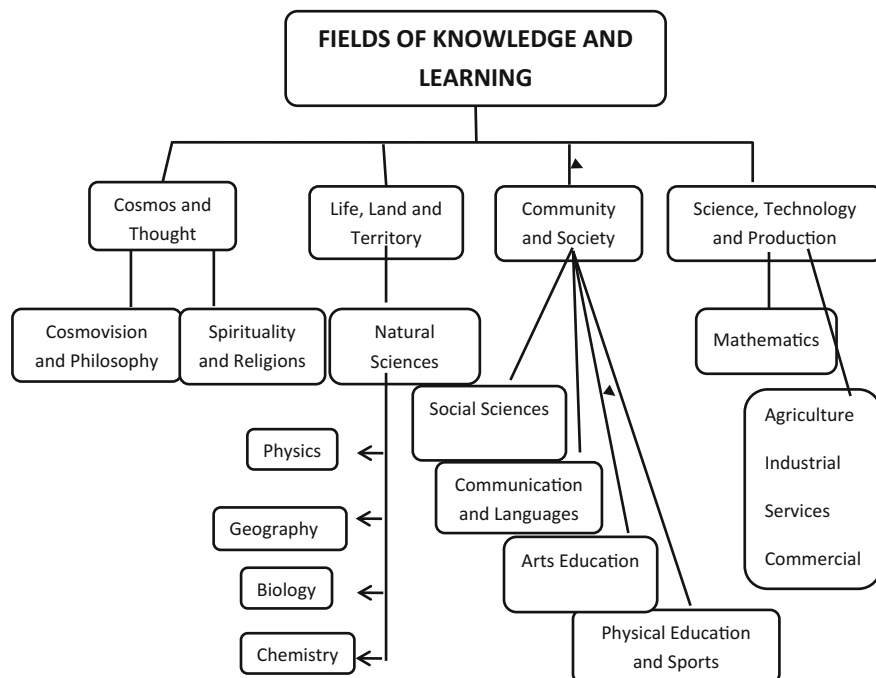 FIELDS OF KNOWLEDGE AND
LEARNING
Cosmos and
Thought
Life, Land and
Territory
Community
and Society
Science, Technology
and Production
Cosmovision
and Philosophy
Spirituality
and Religions
Natural
Sciences
Mathematics
Social Sciences
Agriculture
Industrial
Services
Commercial
Physics
Communication
and Languages
Geography
Arts Education
Biology
Physical Education
and Sports
Chemistry